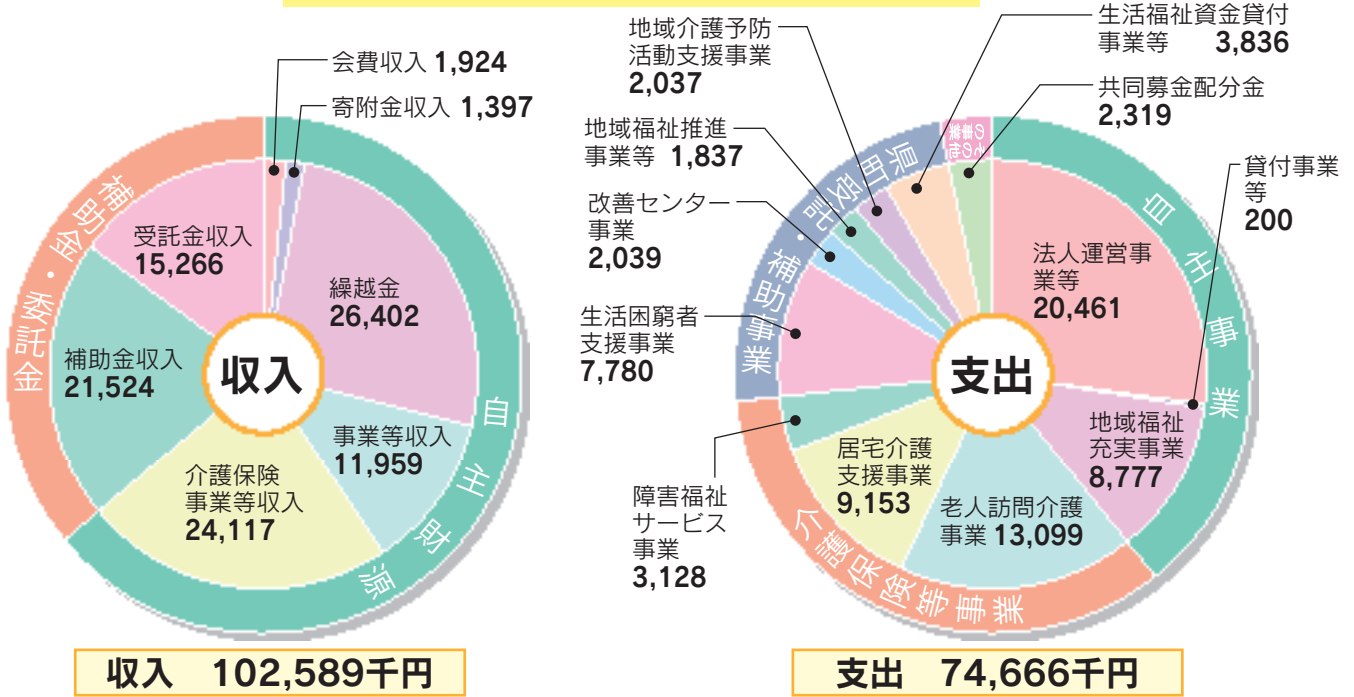 会費収入 1,924
寄附金収入 1,397
繰越金
26,402
事業等収入
11,959
介護保険
事業等収入
24,117
補助金収入
21,524
受託金収入
15,266
収入
自主財源
補助金・委託金
収入 102,589千円
地域介護予防
活動支援事業
2,037
地域福祉推進
事業等 1,837
改善センター
事業
2,039
生活困窮者
支援事業
7,780
障害福祉
サービス
事業
3,128
生活福祉資金貸付
事業等 3,836
共同募金配分金
2,319
貸付事業
等
200
法人運営事
業等
20,461
地域福祉
充実事業
8,777
老人訪問介護
事業 13,099
居宅介護
支援事業
9,153
支出
自主事業
介護保険等事業
県町受託・補助事業
その他
の事業
支出 74,666千円